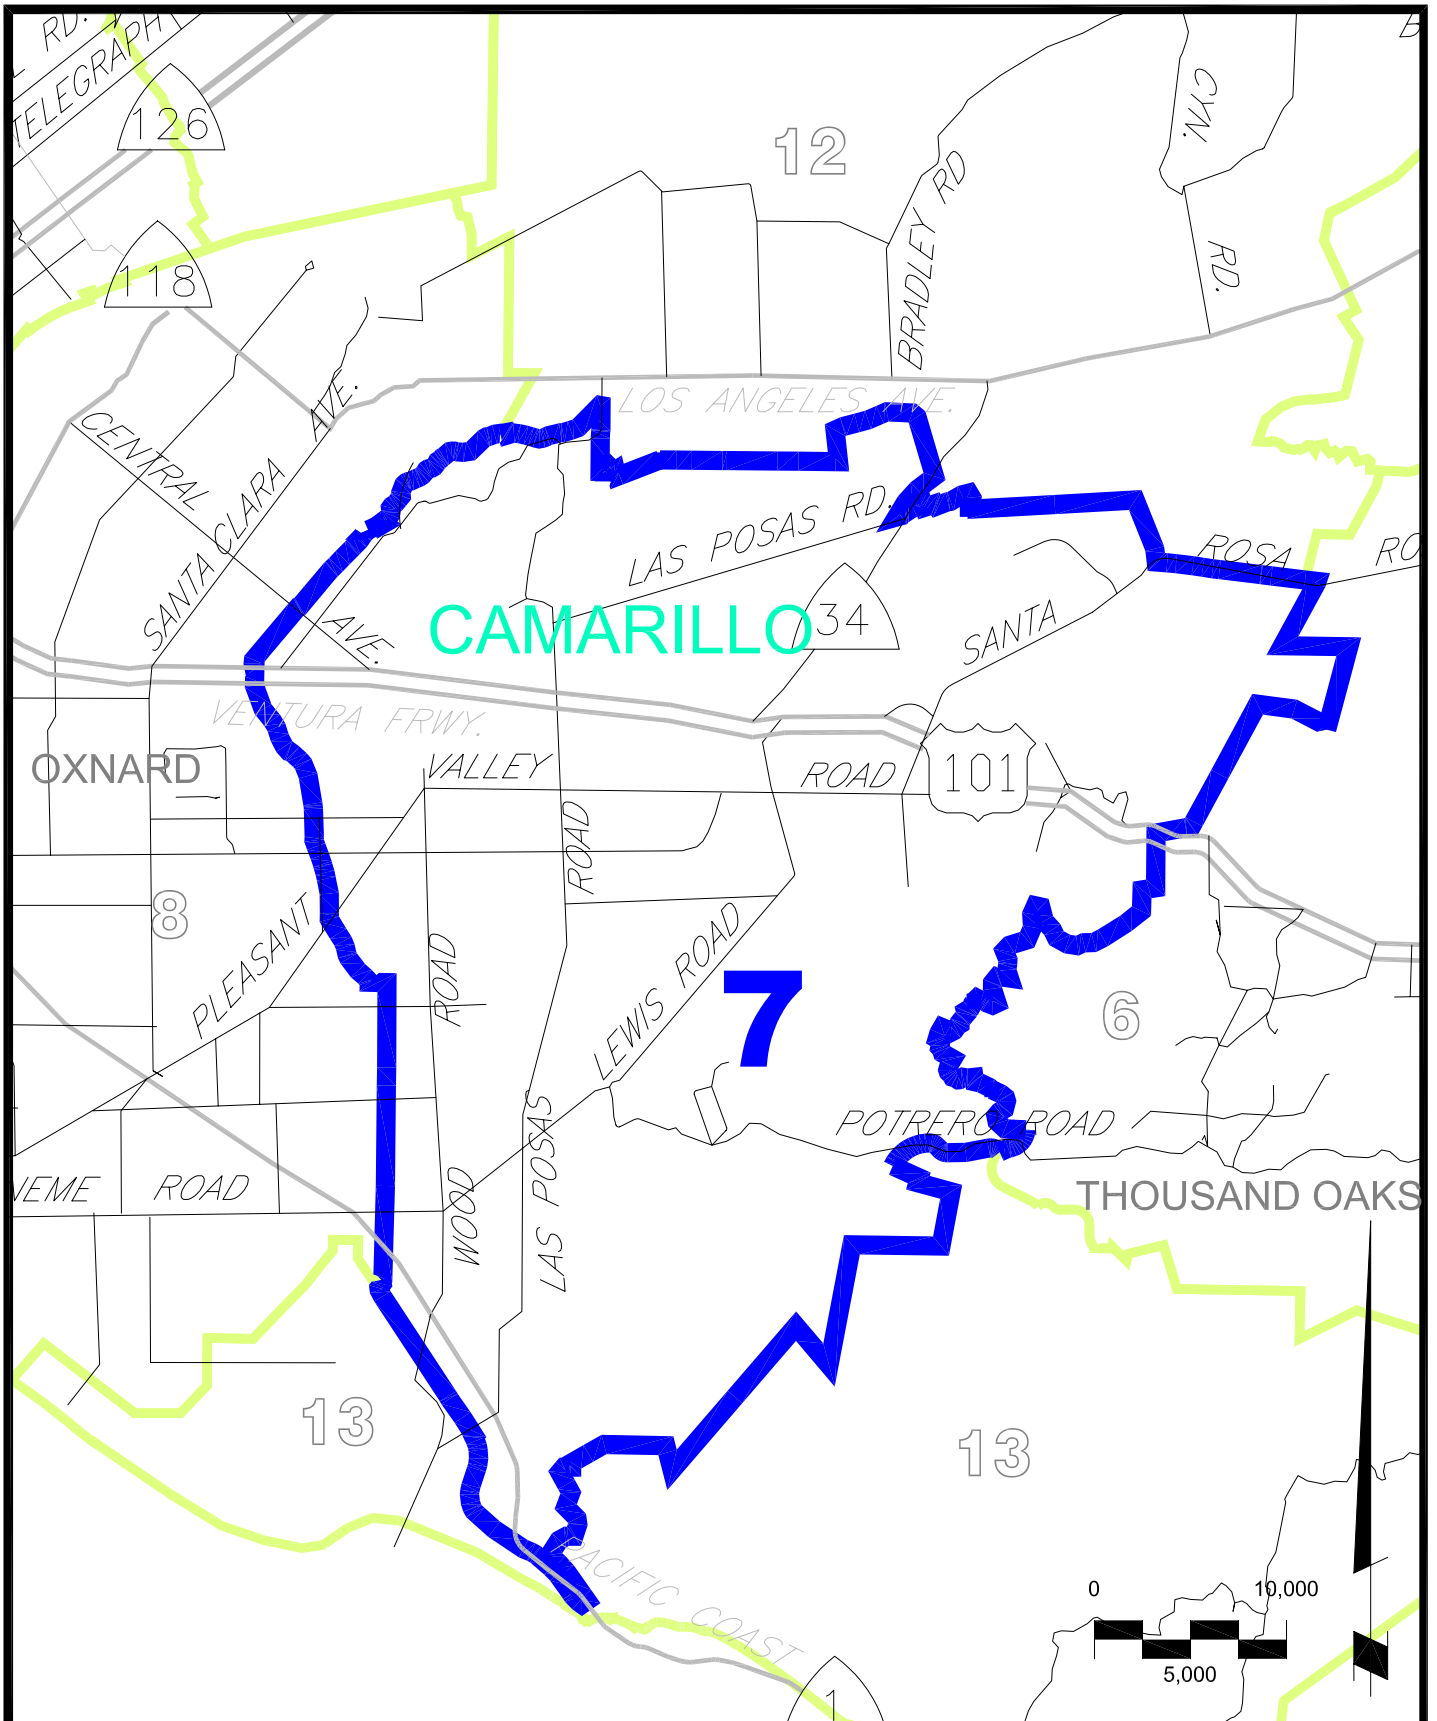 RD.
TELEGRAPH
126
12
CYN.
RD.
BRADLEY RD
118
LOS ANGELES AVE.
CENTRAL
AVE.
SANTA CLARA
AVE.
LAS POSAS RD.
ROSA
RO
CAMARILLO
34
SANTA
VENTURA FRWY.
OXNARD
VALLEY
ROAD
101
ROAD
8
PLEASANT
ROAD
LEWIS ROAD
7
6
POTRERO ROAD
NEME ROAD
WOOD
LAS POSAS
THOUSAND OAKS
13
13
PACIFIC COAST
1
0
10,000
5,000